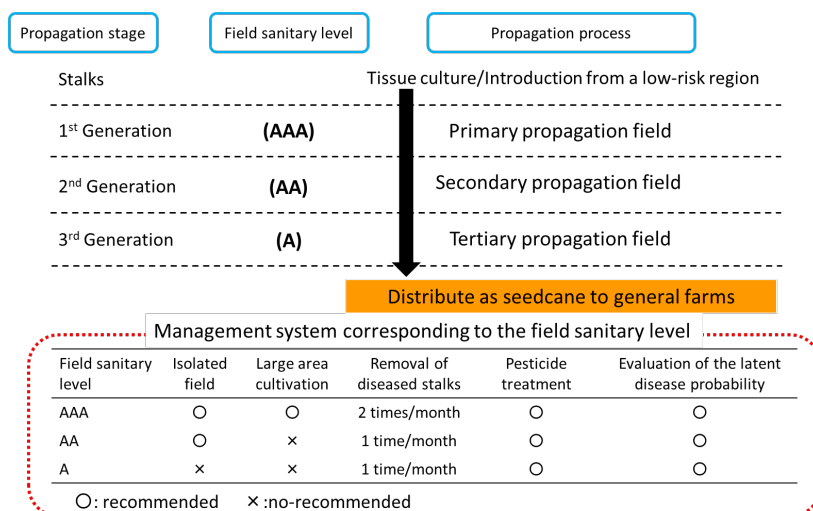 Propagation stage Field sanitary level Propagation process
Stalks Tissue culture/Introduction from a low-risk region
1st Generation (AAA) Primary propagation field
2nd Generation (AA) Secondary propagation field
3rd Generation (A) Tertiary propagation field
Distribute as seedcane to general farms
Management system corresponding to the field sanitary level
Field sanitary Isolated Large area Removal of Pesticide Evaluation of the latent
level field cultivation diseased stalks treatment disease probability
AAA ○ ○ 2 times/month ○ ○
AA ○ × 1 time/month ○ ○
A × × 1 time/month ○ ○
○: recommended × :no-recommended